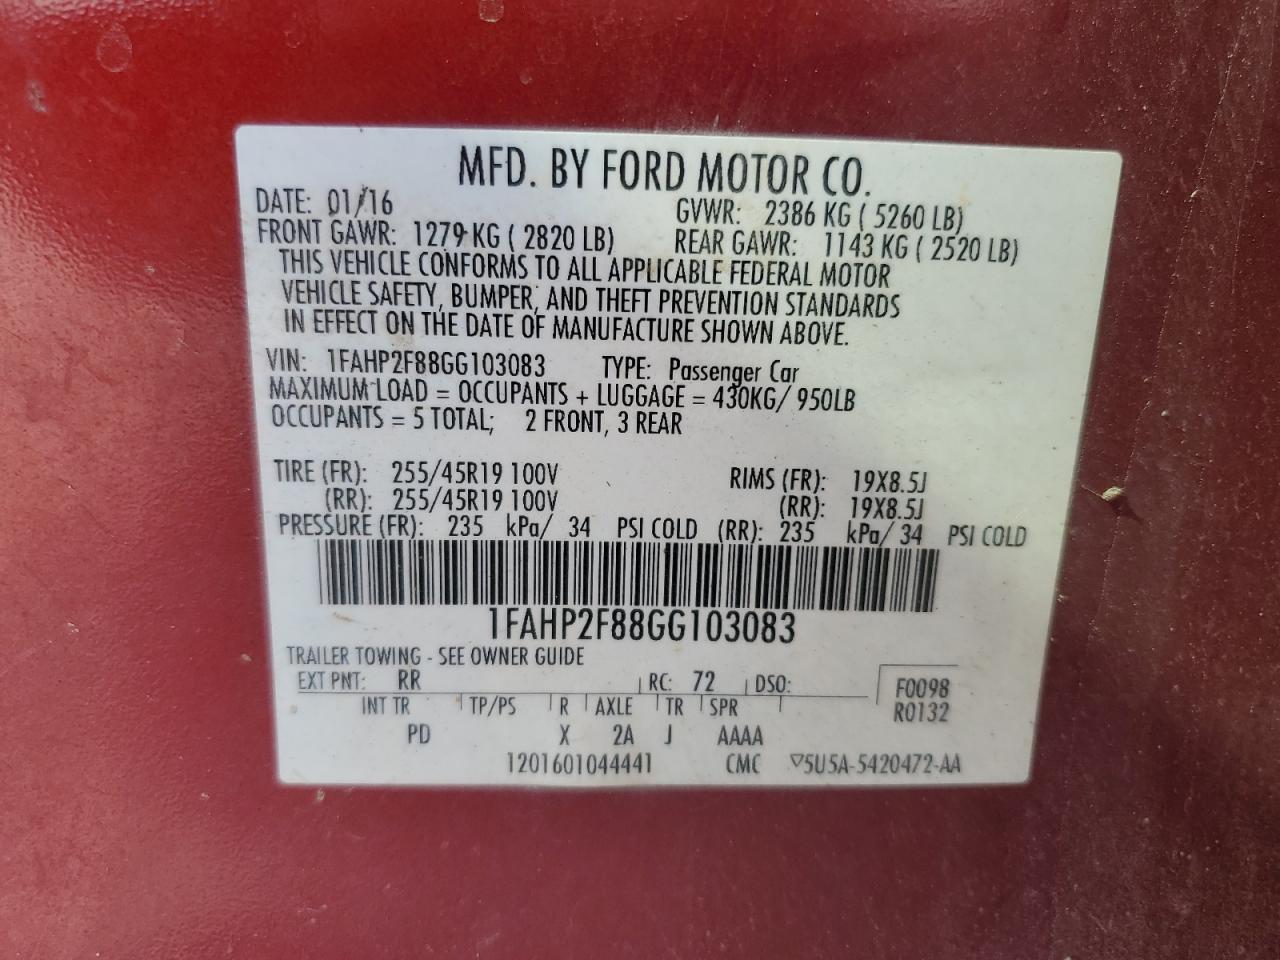 MFD. BY FORD MOTOR CO.
DATE: 01/16 GVWR: 2386 KG ( 5260 LB)
FRONT GAWR: 1279 KG ( 2820 LB) REAR GAWR: 1143 KG ( 2520 LB)
THIS VEHICLE CONFORMS TO ALL APPLICABLE FEDERAL MOTOR
VEHICLE SAFETY, BUMPER, AND THEFT PREVENTION STANDARDS
IN EFFECT ON THE DATE OF MANUFACTURE SHOWN ABOVE.
VIN: 1FAHP2F88GG103083 TYPE: Passenger Car
MAXIMUM LOAD = OCCUPANTS + LUGGAGE = 430KG/ 950LB
OCCUPANTS = 5 TOTAL; 2 FRONT, 3 REAR
TIRE (FR): 255/45R19 100V RIMS (FR): 19X8.5J
(RR): 255/45R19 100V (RR): 19X8.5J
PRESSURE (FR): 235 kPa/ 34 PSI COLD (RR): 235 kPa/ 34 PSI COLD
1FAHP2F88GG103083
TRAILER TOWING - SEE OWNER GUIDE
EXT PNT: RR RC: 72 DSO: F0098
INT TR TP/PS R AXLE TR SPR R0132
PD X 2A J AAAA
1201601044441 CMC ▽5U5A-5420472-AA